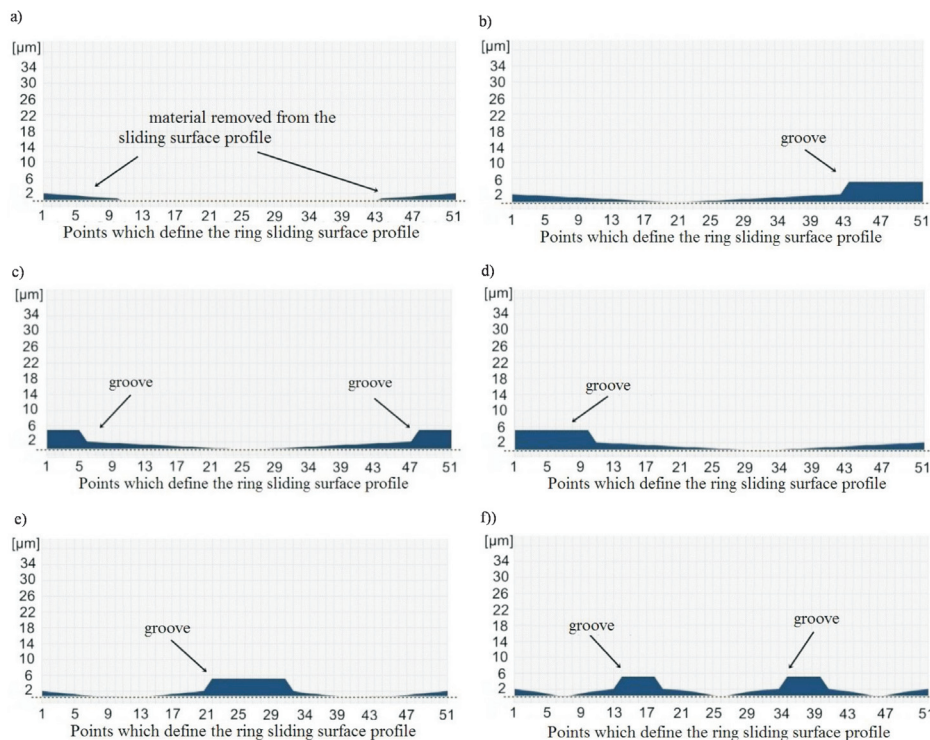 a)
[μm]
34
30
26
22
18
14
10
6
2
material removed from the
sliding surface profile
1 5 9 13 17 21 25 29 34 39 43 47 51
Points which define the ring sliding surface profile
b)
[μm]
34
30
26
22
18
14
10
6
2
groove
1 5 9 13 17 21 25 29 34 39 43 47 51
Points which define the ring sliding surface profile
c)
[μm]
34
30
26
22
18
14
10
6
2
groove
groove
1 5 9 13 17 21 25 29 34 39 43 47 51
Points which define the ring sliding surface profile
d)
[μm]
34
30
26
22
18
14
10
6
2
groove
1 5 9 13 17 21 25 29 34 39 43 47 51
Points which define the ring sliding surface profile
e)
[μm]
34
30
26
22
18
14
10
6
2
groove
1 5 9 13 17 21 25 29 34 39 43 47 51
Points which define the ring sliding surface profile
f))
[μm]
34
30
26
22
18
14
10
6
2
groove
groove
1 5 9 13 17 21 25 29 34 39 43 47 51
Points which define the ring sliding surface profile